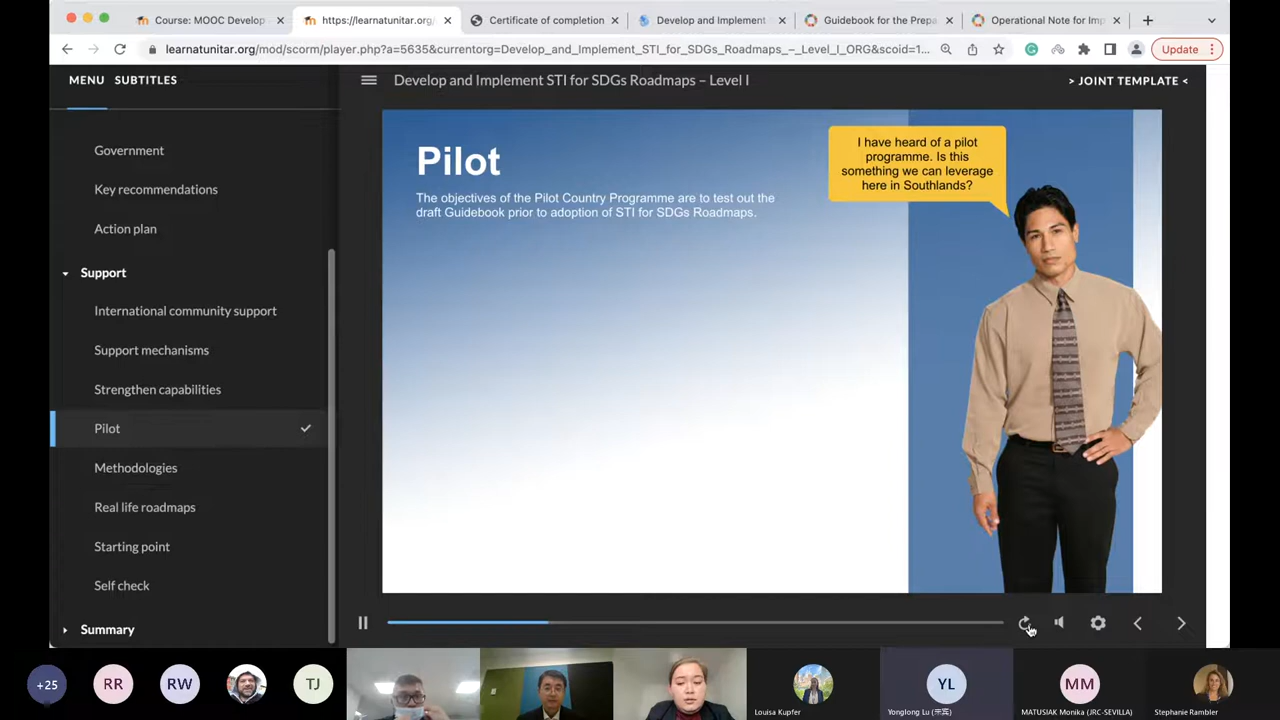 Course: MOOC Develop
https://learnatunitar.org/
Certificate of completion
Develop and Implement
Guidebook for the Prepa
Operational Note for Imp
learnatunitar.org/mod/scorm/player.php?a=5635&currentorg=Develop_and_Implement_STI_for_SDGs_Roadmaps_–_Level_I_ORG&scoid=1...
Update
MENU SUBTITLES
Develop and Implement STI for SDGs Roadmaps – Level I
> JOINT TEMPLATE <
Government
Key recommendations
Action plan
Support
International community support
Support mechanisms
Strengthen capabilities
Pilot
Methodologies
Real life roadmaps
Starting point
Self check
Summary
Pilot
The objectives of the Pilot Country Programme are to test out the
draft Guidebook prior to adoption of STI for SDGs Roadmaps.
I have heard of a pilot
programme. Is this
something we can leverage
here in Southlands?
+25
RR
RW
TJ
Louisa Kupfer
YL
Yonglong Lu
MM
MATUSIAK Monika (JRC-SEVILLA)
Stephanie Rambler